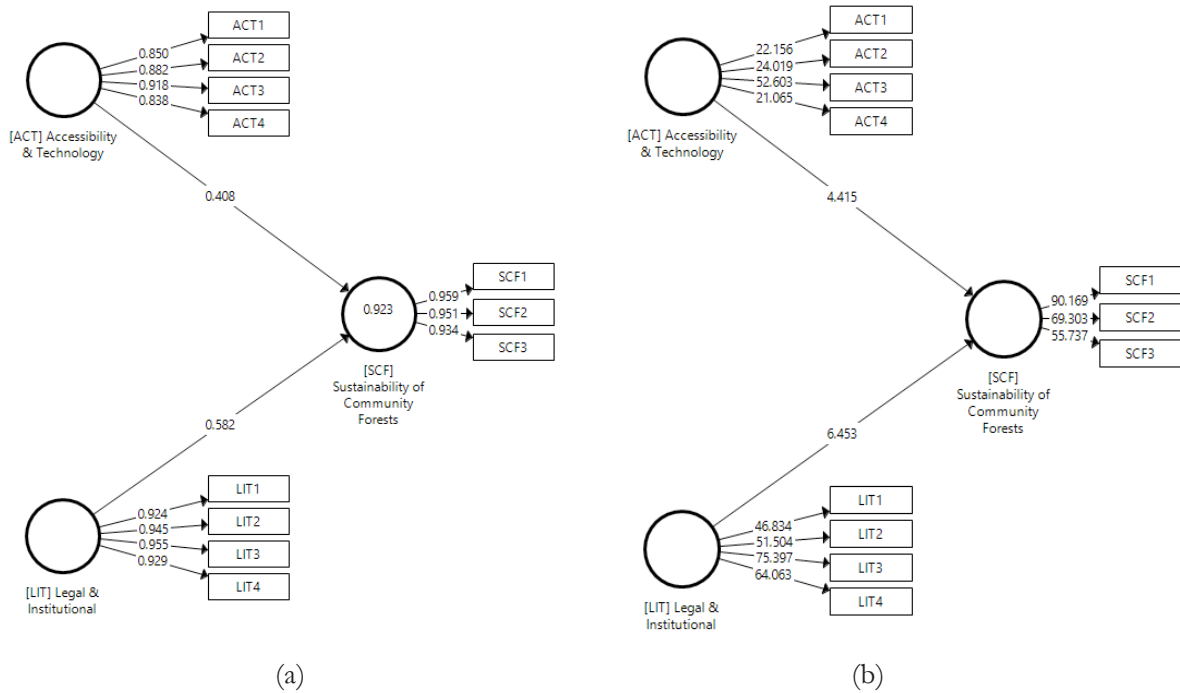 ACT1
0.850
ACT2
0.882
0.918
ACT3
0.838
ACT4
[ACT] Accessibility
& Technology
0.408
SCF1
0.959
0.923
0.951
SCF2
0.934
SCF3
[SCF]
Sustainability of
Community
Forests
0.582
LIT1
0.924
0.945
LIT2
0.955
LIT3
0.929
LIT4
[LIT] Legal &
Institutional
(a)
ACT1
22.156
ACT2
24.019
52.603
ACT3
21.065
ACT4
[ACT] Accessibility
& Technology
4.415
SCF1
90.169
69.303
SCF2
55.737
SCF3
[SCF]
Sustainability of
Community
Forests
6.453
LIT1
46.834
LIT2
51.504
75.397
LIT3
64.063
LIT4
[LIT] Legal &
Institutional
(b)